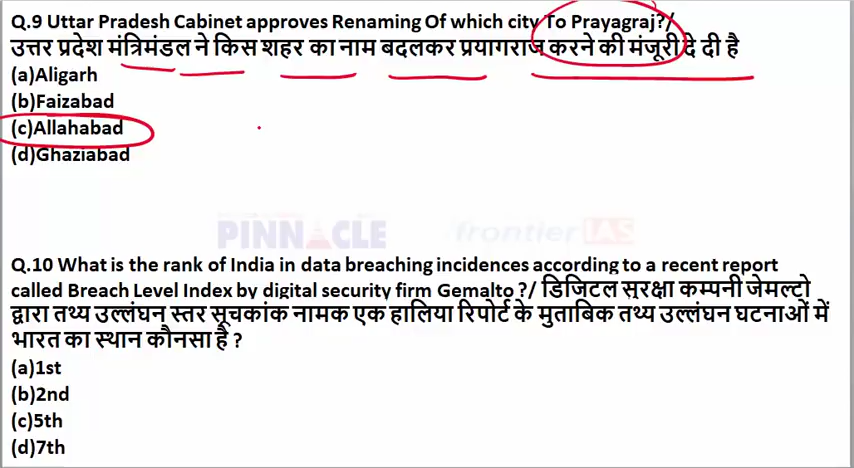 Q.9 Uttar Pradesh Cabinet approves Renaming Of which city To Prayagraj?/
उत्तर प्रदेश मंत्रिमंडल ने किस शहर का नाम बदलकर प्रयागराज करने की मंजूरी दे दी है
(a)Aligarh
(b)Faizabad
(c)Allahabad
(d)Ghaziabad
PINNACLE frontier IAS
Q.10 What is the rank of India in data breaching incidences according to a recent report
called Breach Level Index by digital security firm Gemalto ?/ डिजिटल सुरक्षा कम्पनी जेमल्टो
द्वारा तथ्य उल्लंघन स्तर सूचकांक नामक एक हालिया रिपोर्ट के मुताबिक तथ्य उल्लंघन घटनाओं में
भारत का स्थान कौनसा है ?
(a)1st
(b)2nd
(c)5th
(d)7th